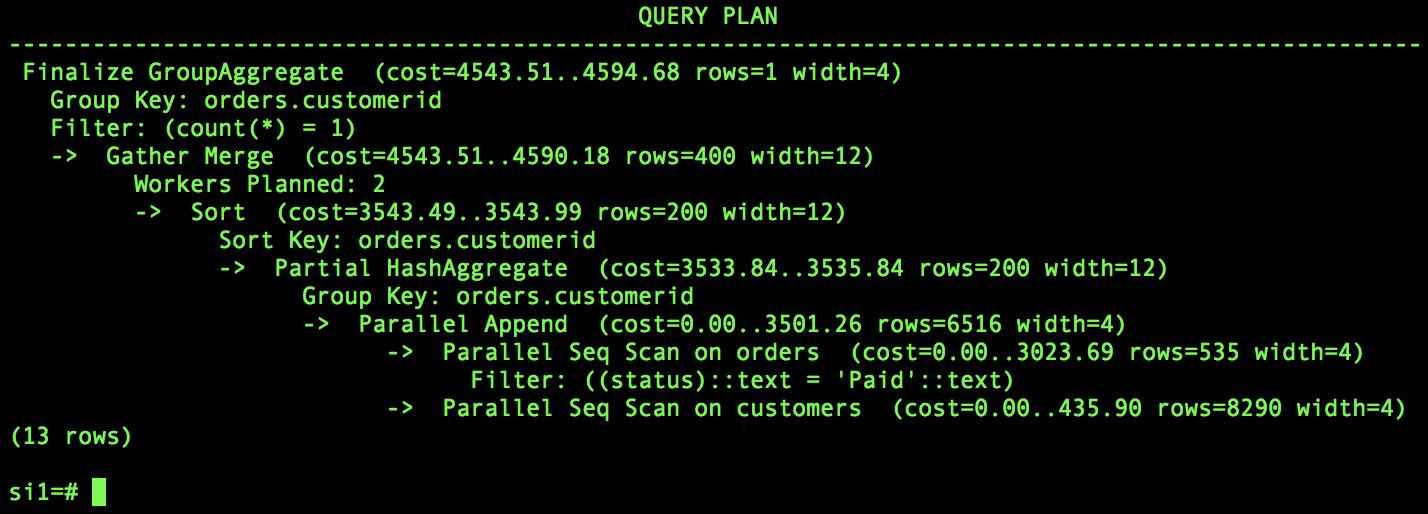 QUERY PLAN
----------------------------------------------------------------------------------------------------
Finalize GroupAggregate  (cost=4543.51..4594.68 rows=1 width=4)
  Group Key: orders.customerid
  Filter: (count(*) = 1)
  ->  Gather Merge  (cost=4543.51..4590.18 rows=400 width=12)
        Workers Planned: 2
        ->  Sort  (cost=3543.49..3543.99 rows=200 width=12)
              Sort Key: orders.customerid
              ->  Partial HashAggregate  (cost=3533.84..3535.84 rows=200 width=12)
                    Group Key: orders.customerid
                    ->  Parallel Append  (cost=0.00..3501.26 rows=6516 width=4)
                          ->  Parallel Seq Scan on orders  (cost=0.00..3023.69 rows=535 width=4)
                                Filter: ((status)::text = 'Paid'::text)
                          ->  Parallel Seq Scan on customers  (cost=0.00..435.90 rows=8290 width=4)
(13 rows)
si1=#